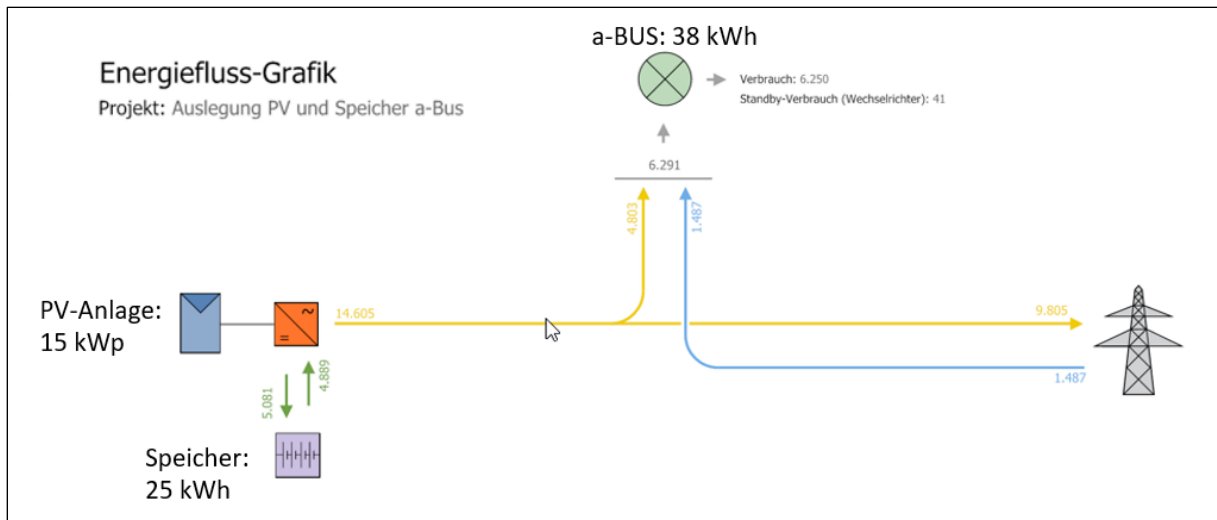 a-BUS: 38 kWh
Energiefluss-Grafik
Projekt: Auslegung PV und Speicher a-Bus
Verbrauch: 6.250
Standby-Verbrauch (Wechselrichter): 41
6.291
4.803
1.487
PV-Anlage:
15 kWp
14.605
9.805
1.487
5.081
4.889
Speicher:
25 kWh